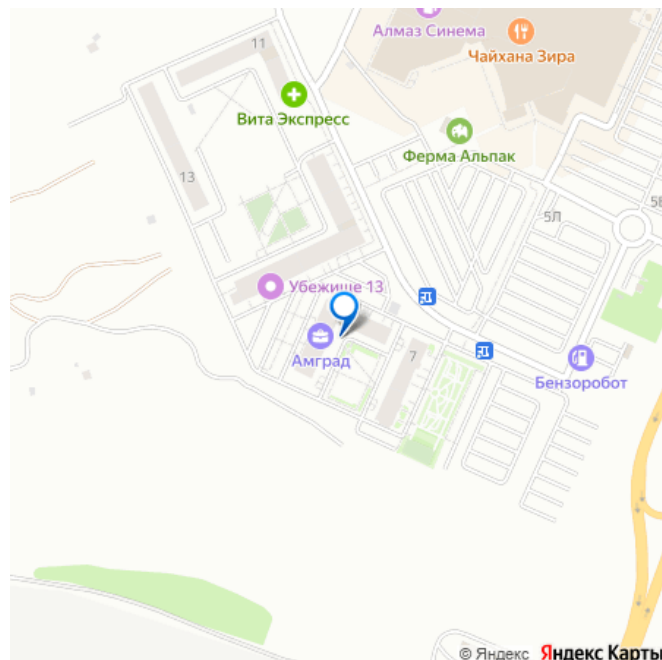 Алмаз Синема
Чайхана Зира
11
Вита Экспресс
Ферма Альпак
13
5Л
Убежище 13
Амград
7
Бензоробот
© Яндекс Яндекс Карты